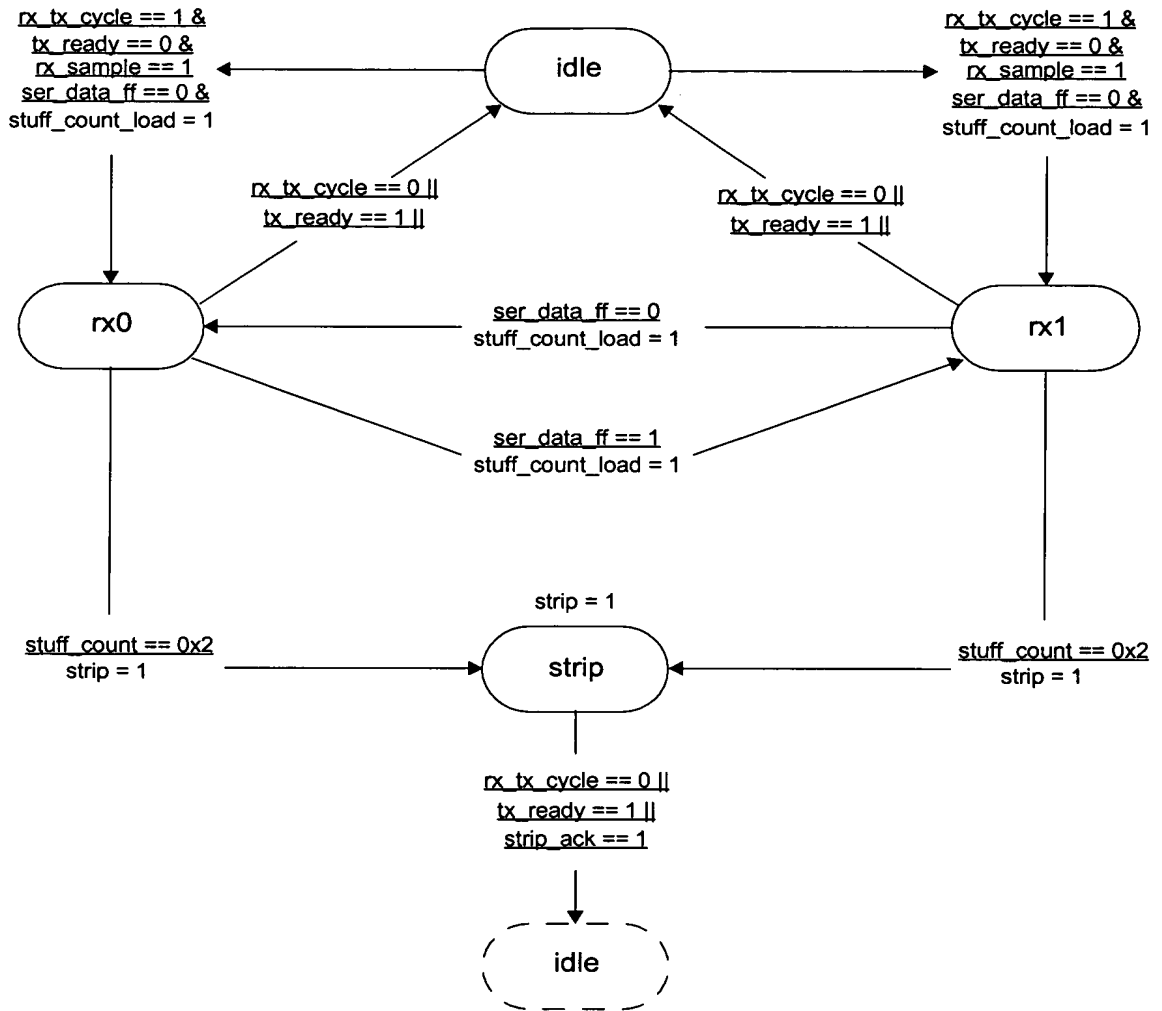 rx_tx_cycle == 1 &
tx_ready == 0 &
rx_sample == 1
ser_data_ff == 0 &
stuff_count_load = 1
idle
rx_tx_cycle == 1 &
tx_ready == 0 &
rx_sample == 1
ser_data_ff == 0 &
stuff_count_load = 1
rx_tx_cycle == 0 ||
tx_ready == 1 ||
rx_tx_cycle == 0 ||
tx_ready == 1 ||
rx0
ser_data_ff == 0
stuff_count_load = 1
rx1
ser_data_ff == 1
stuff_count_load = 1
strip = 1
stuff_count == 0x2
strip = 1
strip
stuff_count == 0x2
strip = 1
rx_tx_cycle == 0 ||
tx_ready == 1 ||
strip_ack == 1
idle